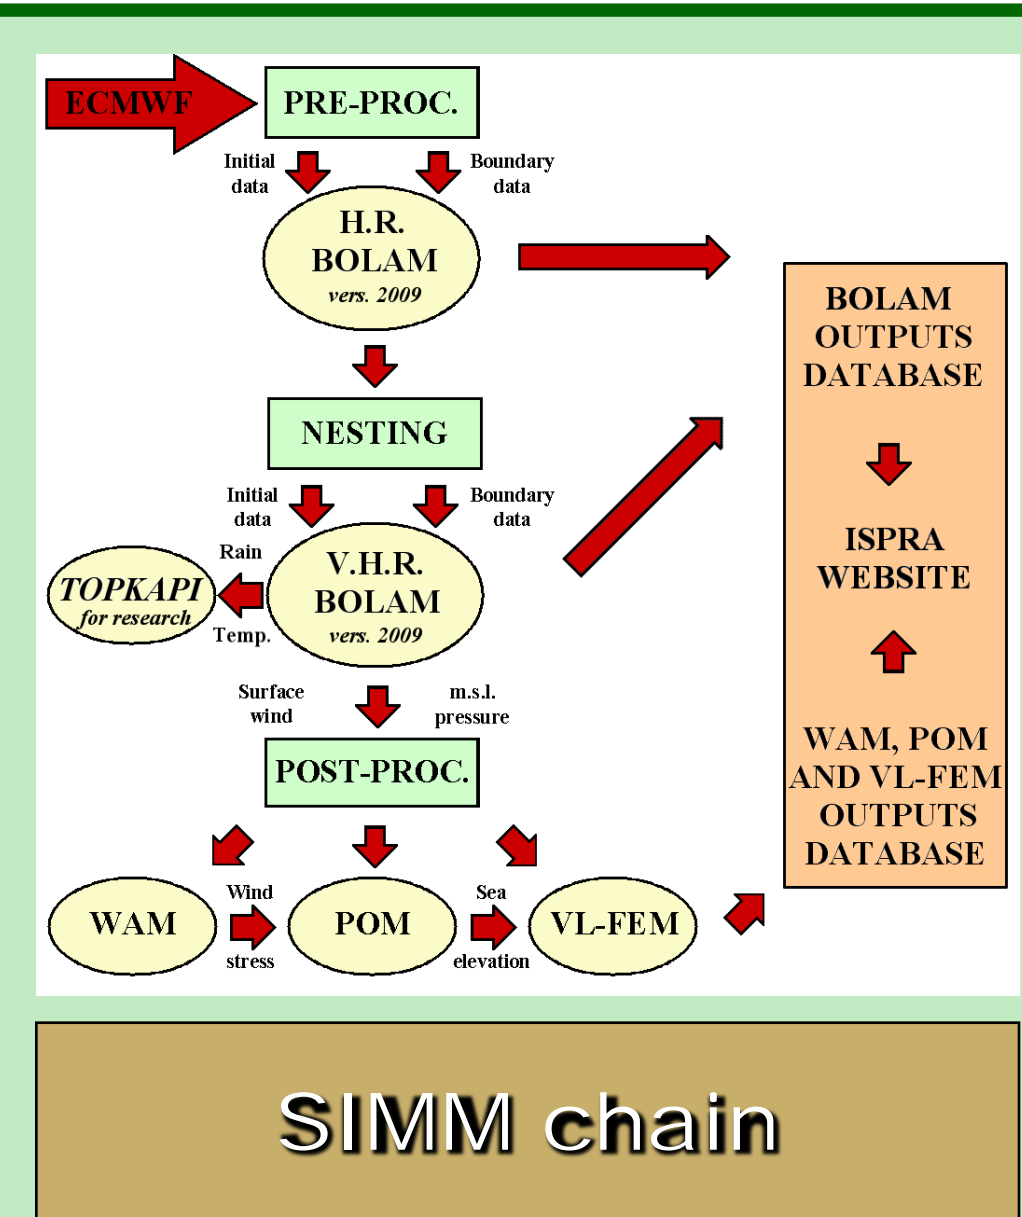 ECMWF
PRE-PROC.
Initial
data
Boundary
data
H.R.
BOLAM
vers. 2009
NESTING
Initial
data
Boundary
data
Rain
TOPKAPI
for research
Temp.
V.H.R.
BOLAM
vers. 2009
Surface
wind
m.s.l.
pressure
POST-PROC.
WAM
Wind
stress
POM
Sea
elevation
VL-FEM
BOLAM
OUTPUTS
DATABASE
ISPRA
WEBSITE
WAM, POM
AND VL-FEM
OUTPUTS
DATABASE
SIMM chain